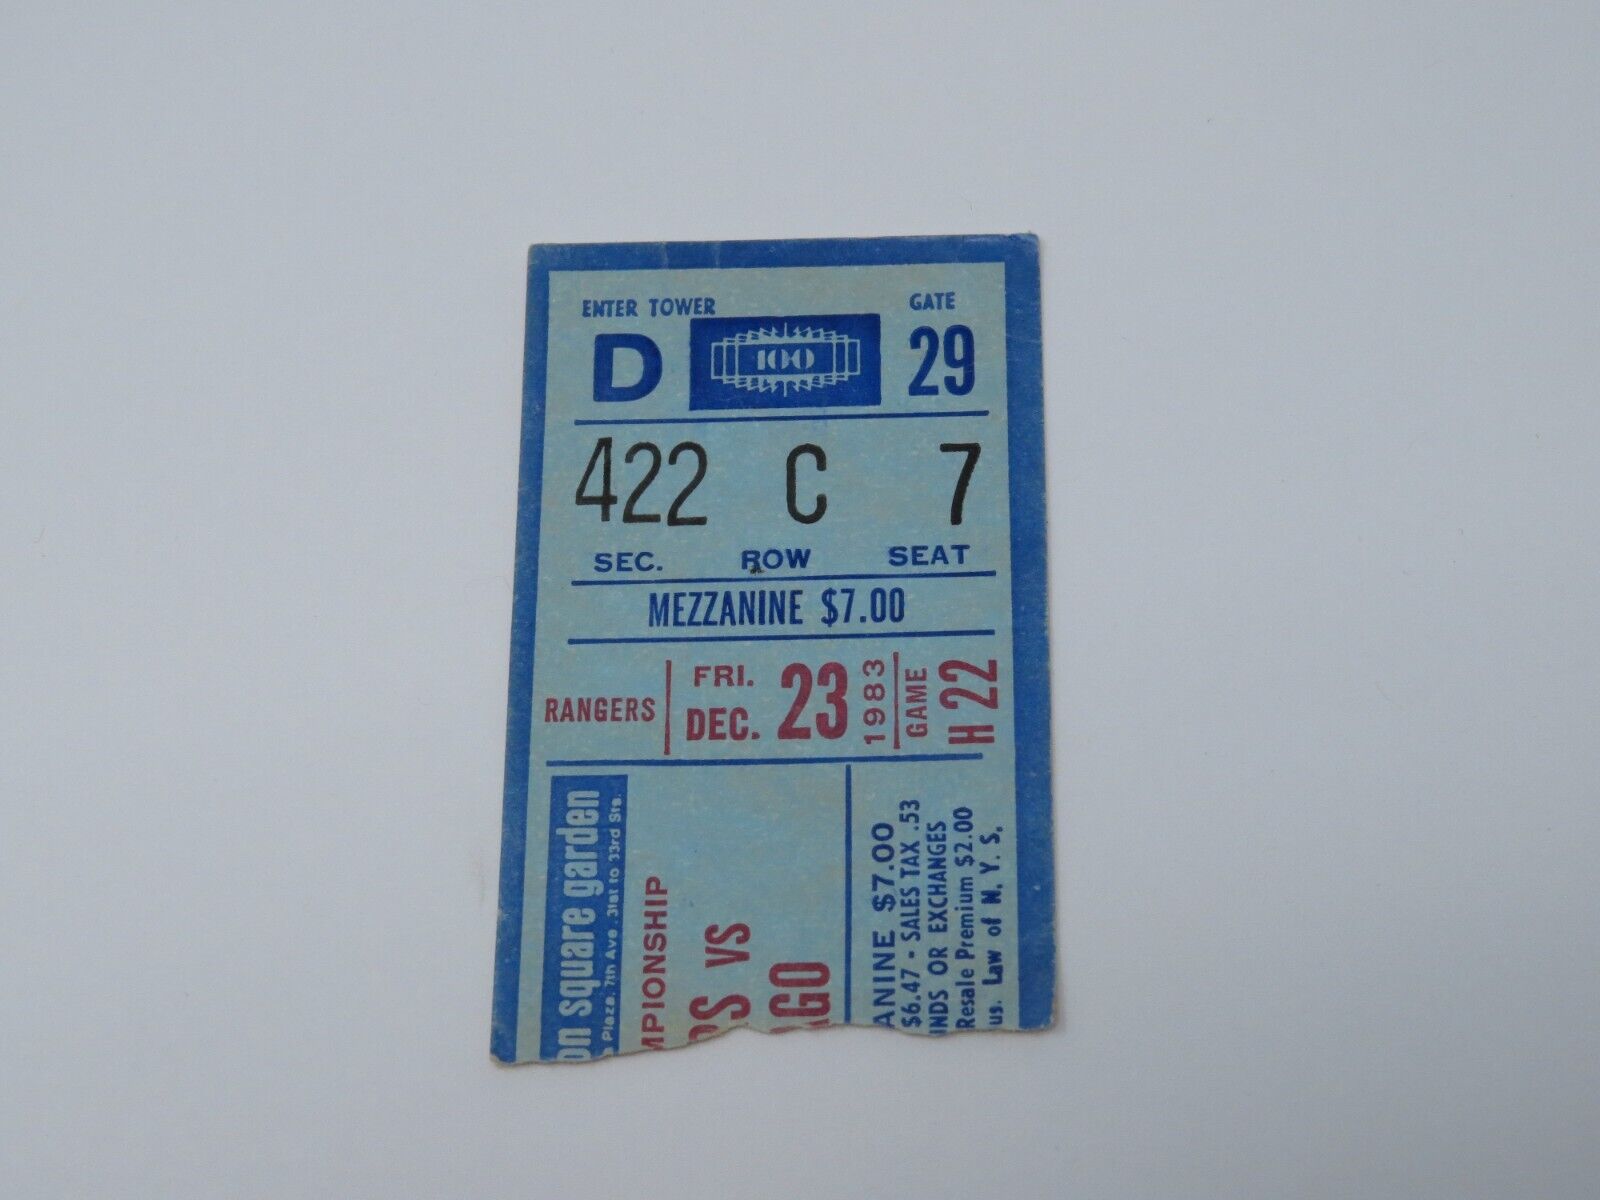 ENTER TOWER
GATE
D
100
29
422 C 7
SEC. ROW SEAT
MEZZANINE $7.00
RANGERS
FRI.
DEC. 23
1983
GAME
H 22
on square garden
Plaza, 7th Ave., 31st to 33rd Sts.
MPIONSHIP
RS VS
AGO
ANINE $7.00
$6.47 - SALES TAX .53
NDS OR EXCHANGES
Resale Premium $2.00
us. Law of N. Y. S.